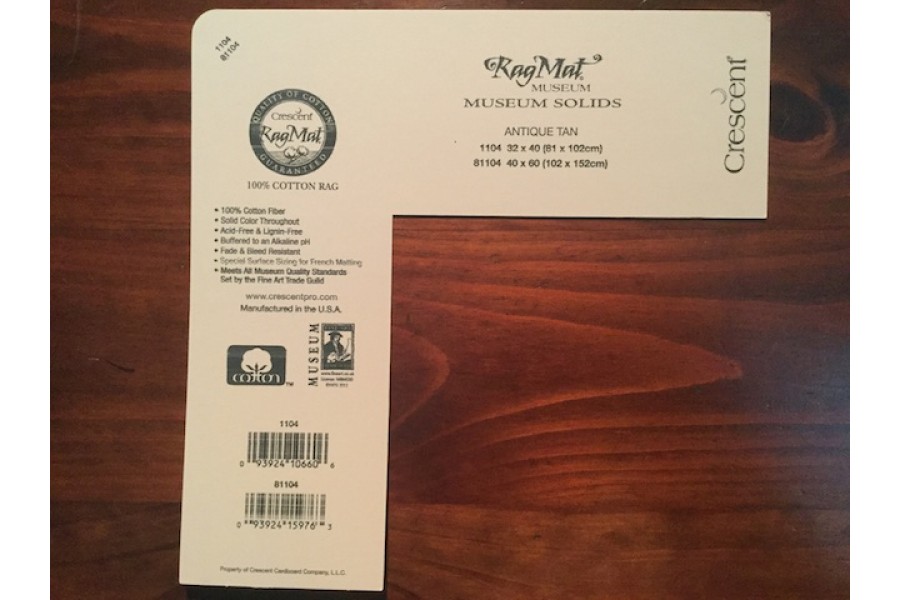 1104
81104
QUALITY OF COTTON
Crescent
RagMat
GUARANTEED
100% COTTON RAG
• 100% Cotton Fiber
• Solid Color Throughout
• Acid-Free & Lignin-Free
• Buffered to an Alkaline pH
• Fade & Bleed Resistant
• Special Surface Sizing for French Matting
• Meets All Museum Quality Standards
Set by the Fine Art Trade Guild
www.crescentpro.com
Manufactured in the U.S.A.
cotton TM
MUSEUM
1104
0 93924 10660 6
81104
0 93924 15976 3
Property of Crescent Cardboard Company, L.L.C.
RagMat
MUSEUM
MUSEUM SOLIDS
ANTIQUE TAN
1104 32 x 40 (81 x 102cm)
81104 40 x 60 (102 x 152cm)
Crescent